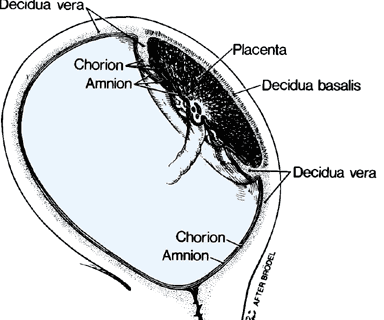 Decidua vera
Placenta
Chorion
Amnion
Decidua basalis
Decidua vera
Chorion
Amnion
AFTER BRÖDEL